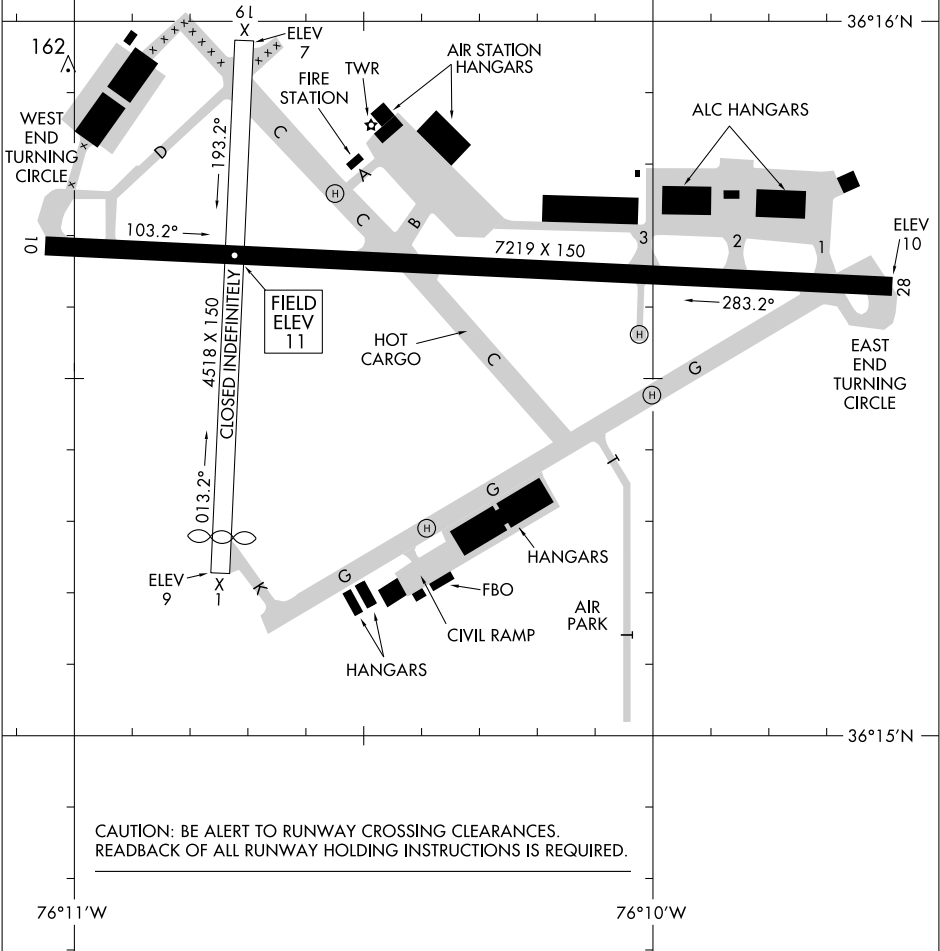 19
X
36°16'N
ELEV
7
162
AIR STATION
HANGARS
TWR
FIRE
STATION
ALC HANGARS
WEST
END
TURNING
CIRCLE
C
D
193.2°
A
H
C
B
10
103.2°
7219 X 150
3
2
1
ELEV
10
28
283.2°
FIELD
ELEV
11
4518 X 150
CLOSED INDEFINITELY
HOT
CARGO
C
H
G
H
EAST
END
TURNING
CIRCLE
013.2°
T
G
H
HANGARS
ELEV
9
X
1
K
G
FBO
CIVIL RAMP
HANGARS
AIR
PARK
T
36°15'N
CAUTION: BE ALERT TO RUNWAY CROSSING CLEARANCES.
READBACK OF ALL RUNWAY HOLDING INSTRUCTIONS IS REQUIRED.
76°11'W
76°10'W